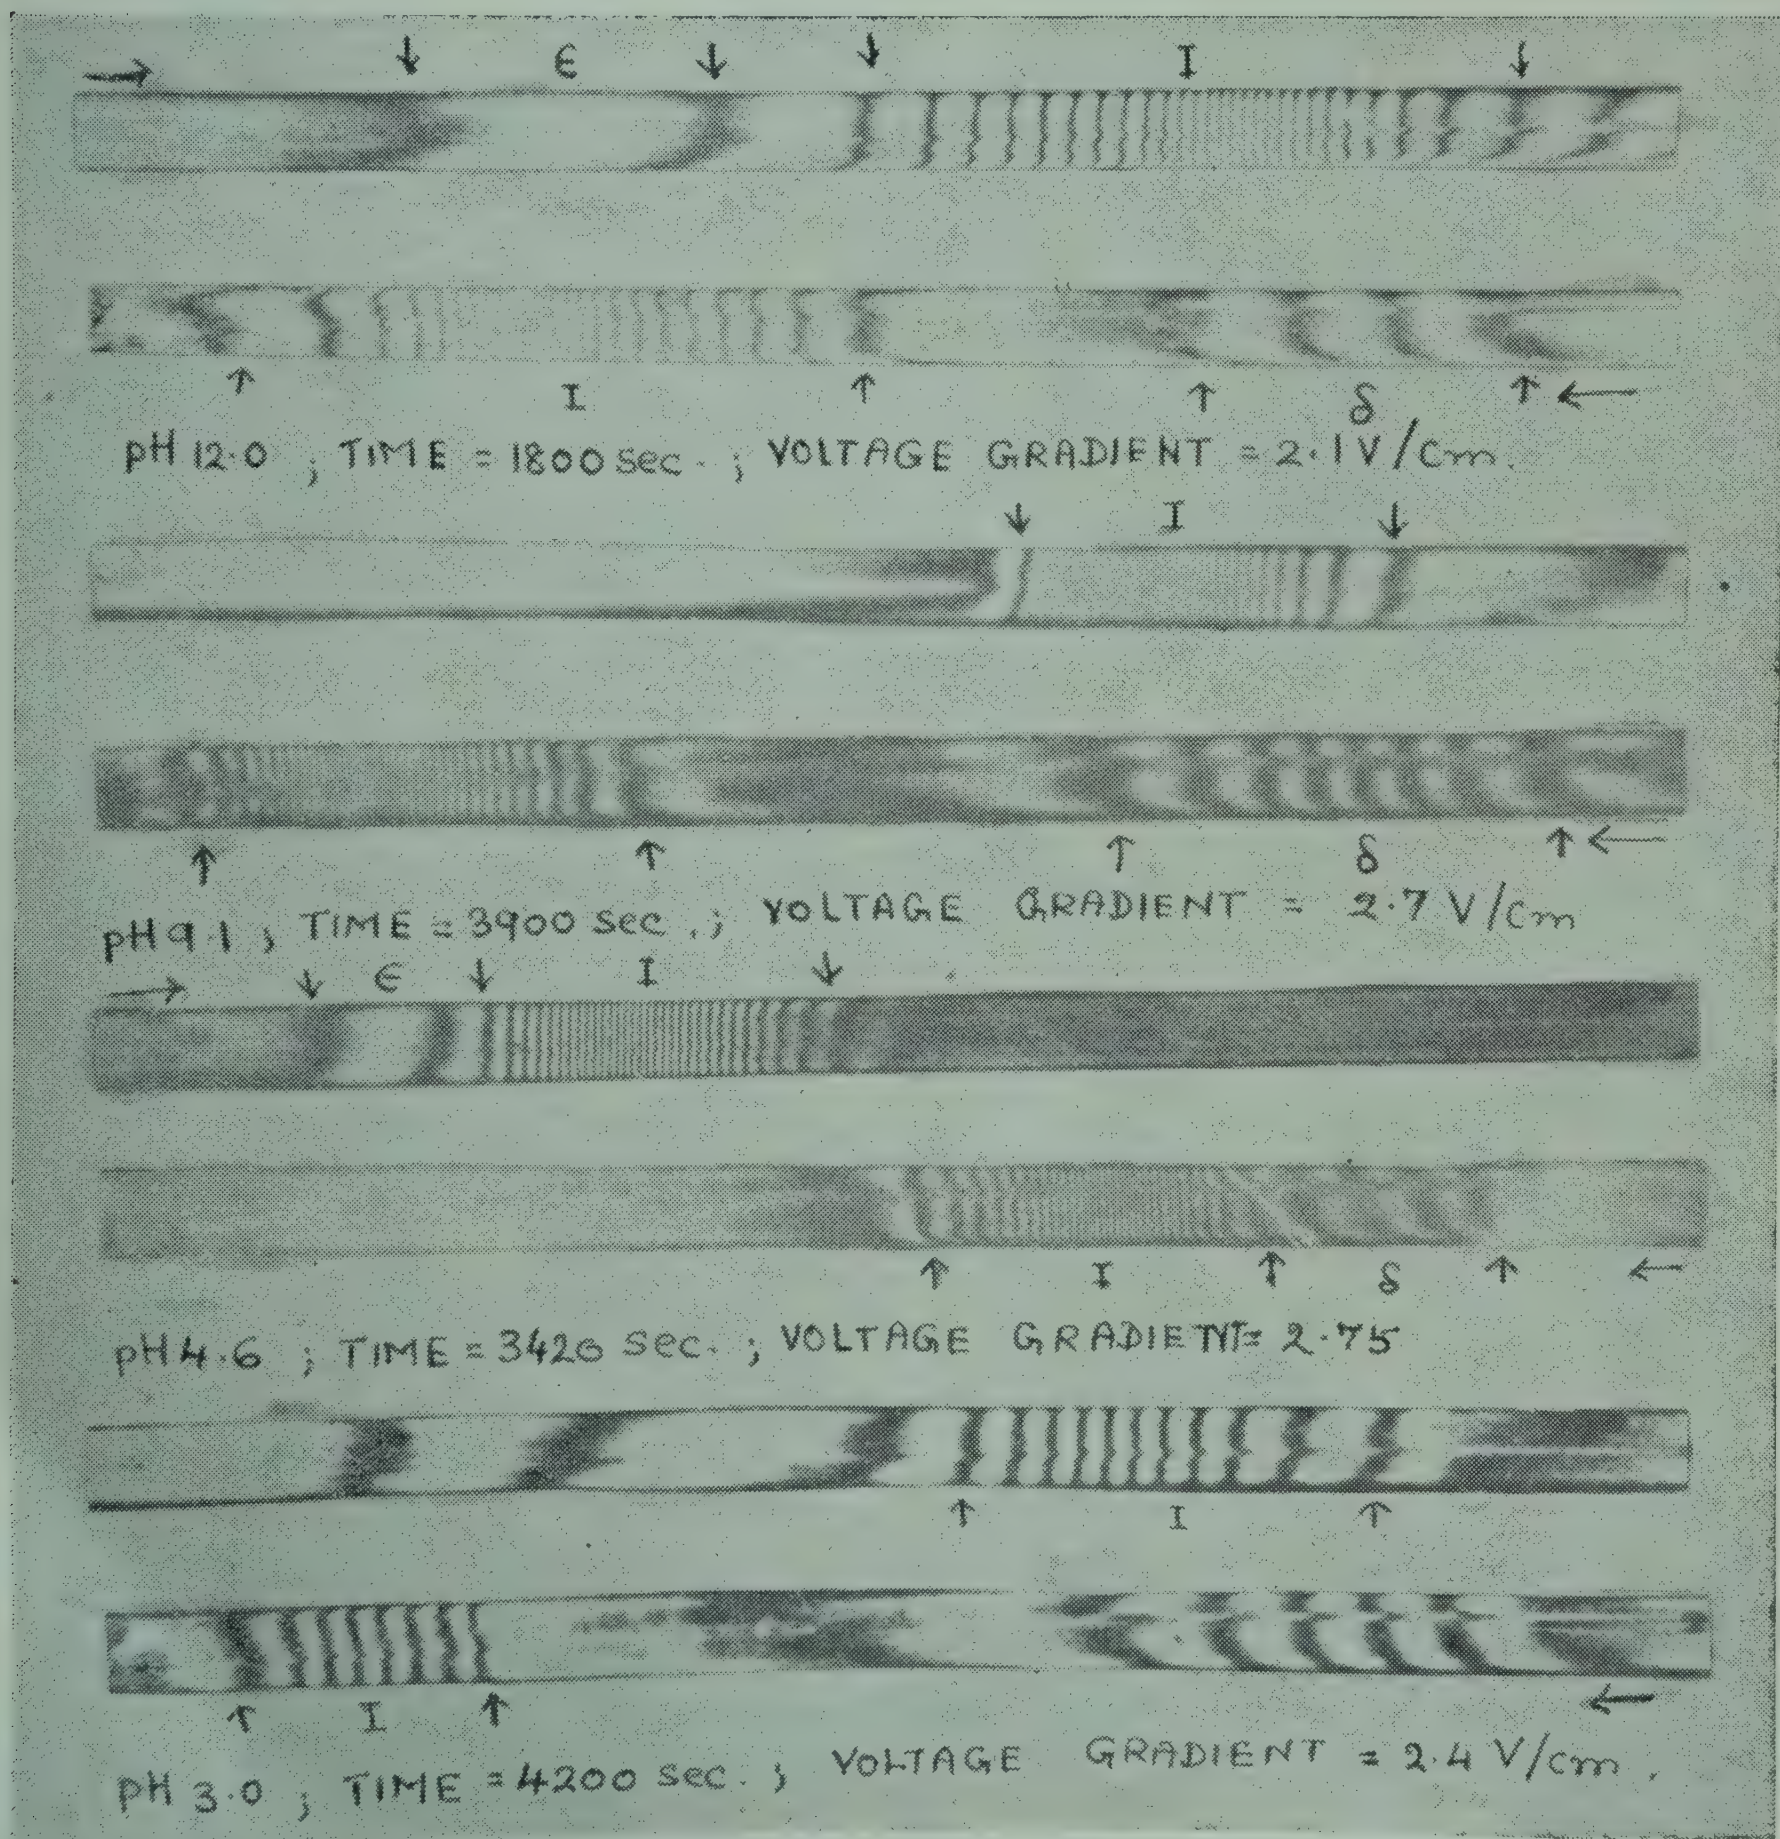 → ↓ ϵ ↓ ↓ I ↓
↑ I ↑ ↑ δ ↑ ←
pH 12.0 ; TIME = 1800 sec. ; VOLTAGE GRADIENT = 2.1 V/Cm.
↓ I ↓
↑ ↑ ↑ δ ↑ ←
pH 9.1 ; TIME = 3900 sec. ; VOLTAGE GRADIENT = 2.7 V/Cm
→ ↓ ϵ ↓ I ↓
↑ I ↑ δ ↑ ←
pH 4.6 ; TIME = 3420 sec. ; VOLTAGE GRADIENT = 2.75
↑ I ↑
↑ I ↑ ←
pH 3.0 ; TIME = 4200 sec. ; VOLTAGE GRADIENT = 2.4 V/cm.